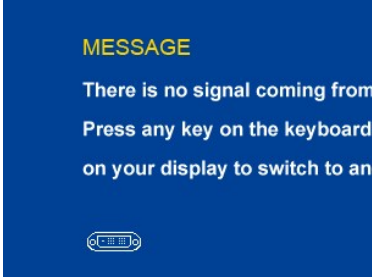 MESSAGE
There is no signal coming from
Press any key on the keyboard
on your display to switch to an